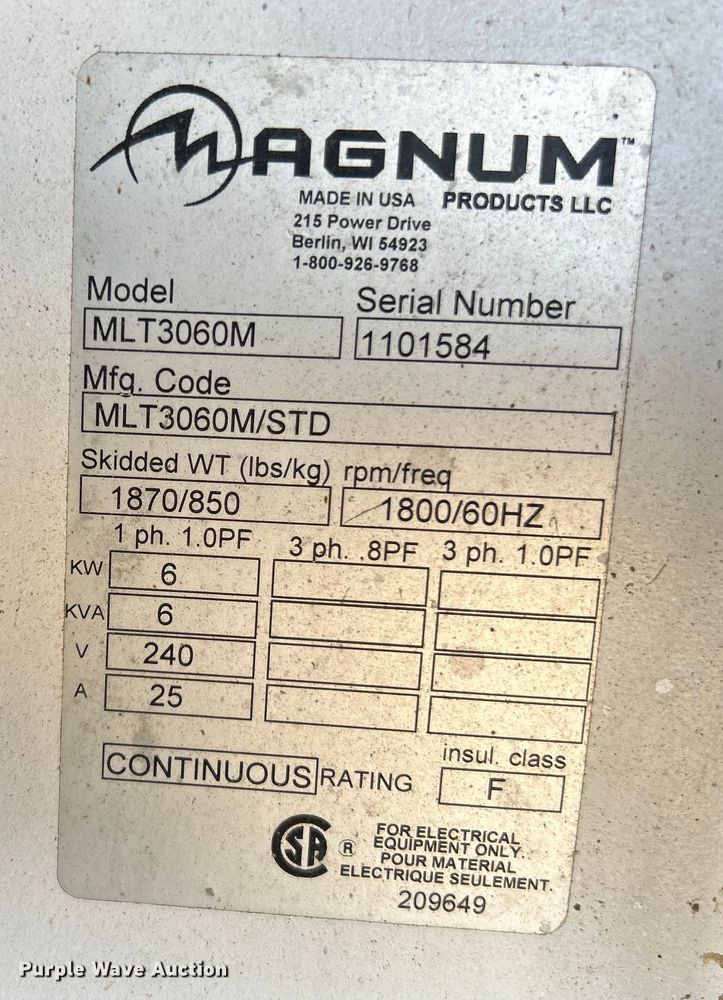 MAGNUM™
MADE IN USA PRODUCTS LLC
215 Power Drive
Berlin, WI 54923
1-800-926-9768
Model Serial Number
MLT3060M 1101584
Mfg. Code
MLT3060M/STD
Skidded WT (lbs/kg) rpm/freq
1870/850 1800/60HZ
1 ph. 1.0PF 3 ph. .8PF 3 ph. 1.0PF
KW 6
KVA 6
V 240
A 25
CONTINUOUS RATING
insul. class
F
CSA ®
FOR ELECTRICAL
EQUIPMENT ONLY.
POUR MATERIAL
ELECTRIQUE SEULEMENT.
209649
Purple Wave Auction